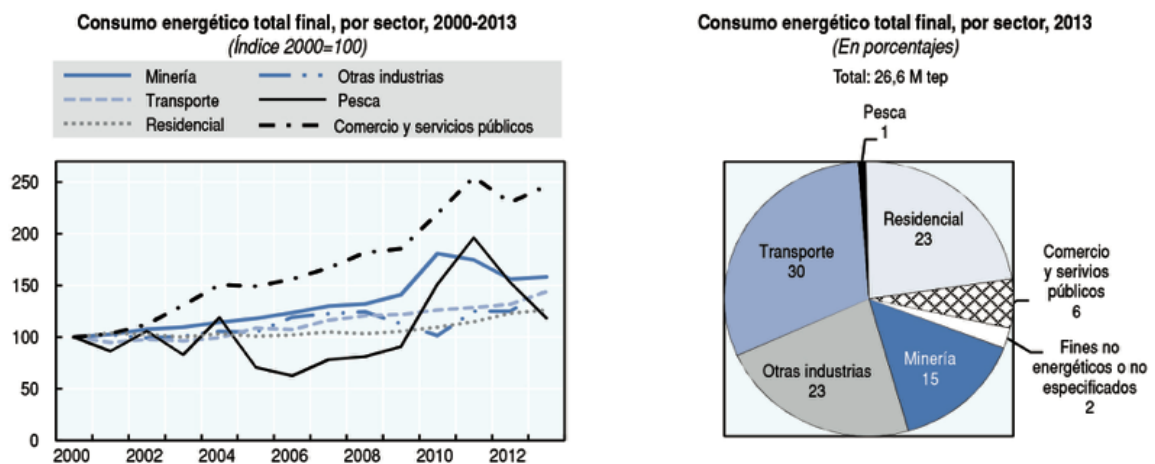 Consumo energético total final, por sector, 2000-2013
(Índice 2000=100)
Minería
Otras industrias
Transporte
Pesca
Residencial
Comercio y servicios públicos
250
200
150
100
50
0
2000
2002
2004
2006
2008
2010
2012
Consumo energético total final, por sector, 2013
(En porcentajes)
Total: 26,6 M tep
Pesca
1
Residencial
23
Comercio
y serivios
públicos
6
Fines no
energéticos o no
especificados
2
Minería
15
Otras industrias
23
Transporte
30